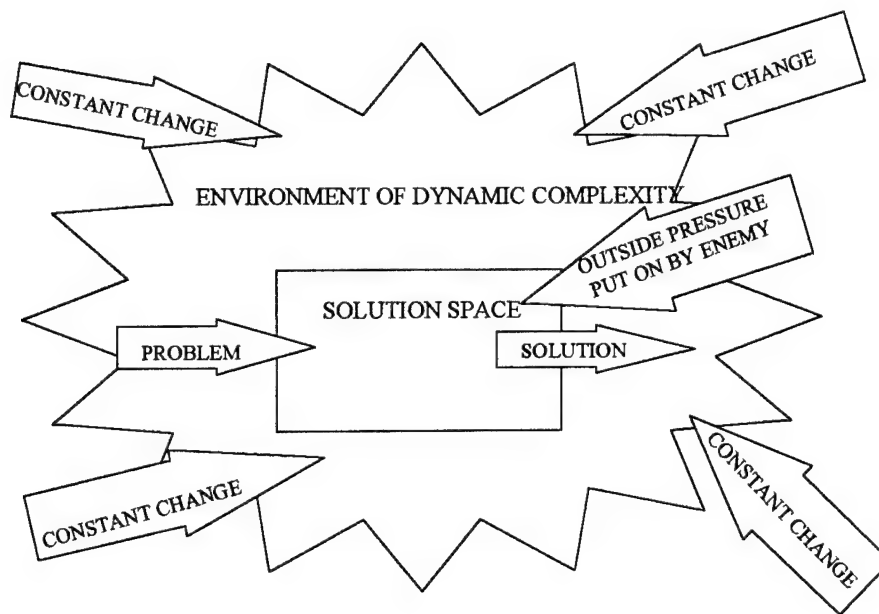 CONSTANT CHANGE
CONSTANT CHANGE
ENVIRONMENT OF DYNAMIC COMPLEXITY
OUTSIDE PRESSURE
PUT ON BY ENEMY
SOLUTION SPACE
PROBLEM
SOLUTION
CONSTANT CHANGE
CONSTANT CHANGE